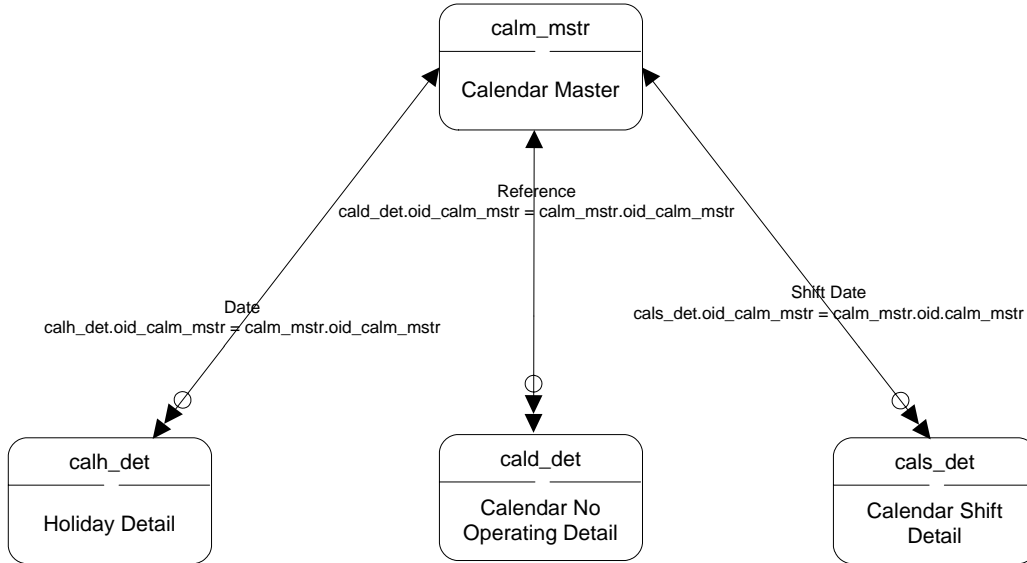 calm_mstr
Calendar Master
Reference
cald_det.oid_calm_mstr = calm_mstr.oid_calm_mstr
Date
calh_det.oid_calm_mstr = calm_mstr.oid_calm_mstr
Shift Date
cals_det.oid_calm_mstr = calm_mstr.oid.calm_mstr
calh_det
Holiday Detail
cald_det
Calendar No
Operating Detail
cals_det
Calendar Shift
Detail